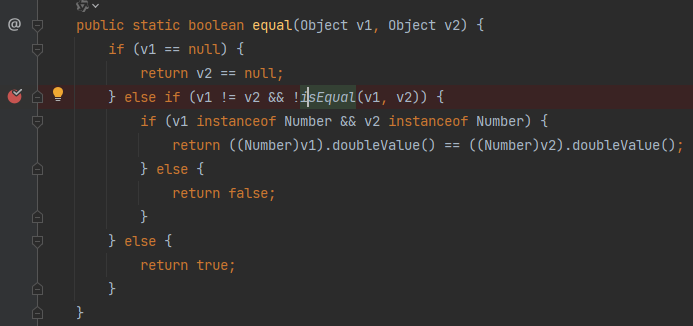 @
public static boolean equal(Object v1, Object v2) {
if (v1 == null) {
return v2 == null;
} else if (v1 != v2 && !isEqual(v1, v2)) {
if (v1 instanceof Number && v2 instanceof Number) {
return ((Number)v1).doubleValue() == ((Number)v2).doubleValue();
} else {
return false;
}
} else {
return true;
}
}